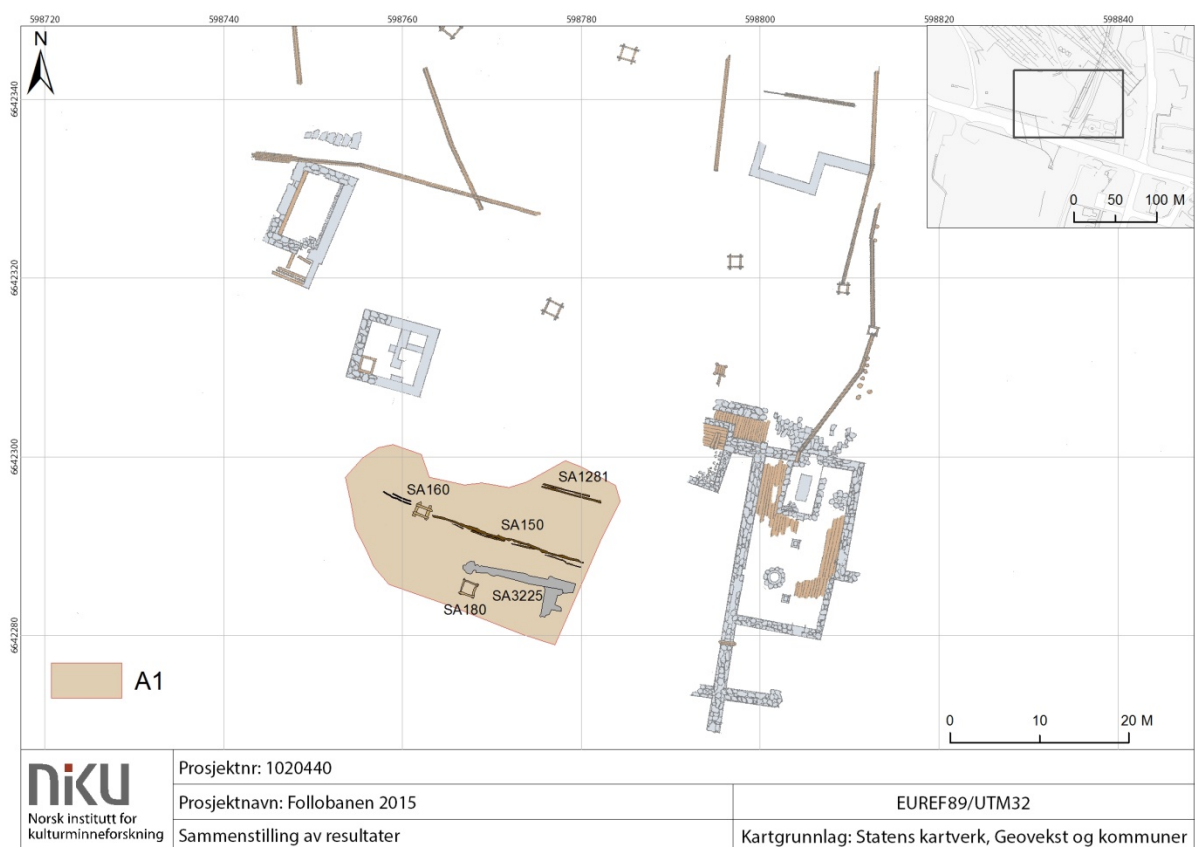 598720 598740 598760 598780 598800 598820 598840
N
6642340
6642320
6642300
6642280
0 50 100 M
SA1281
SA160
SA150
SA3225
SA180
A1
0 10 20 M
NIKU
Norsk institutt for
kulturminneforskning
Prosjektnr: 1020440
Prosjektnavn: Follobanen 2015
EUREF89/UTM32
Sammenstilling av resultater
Kartgrunnlag: Statens kartverk, Geovekst og kommuner